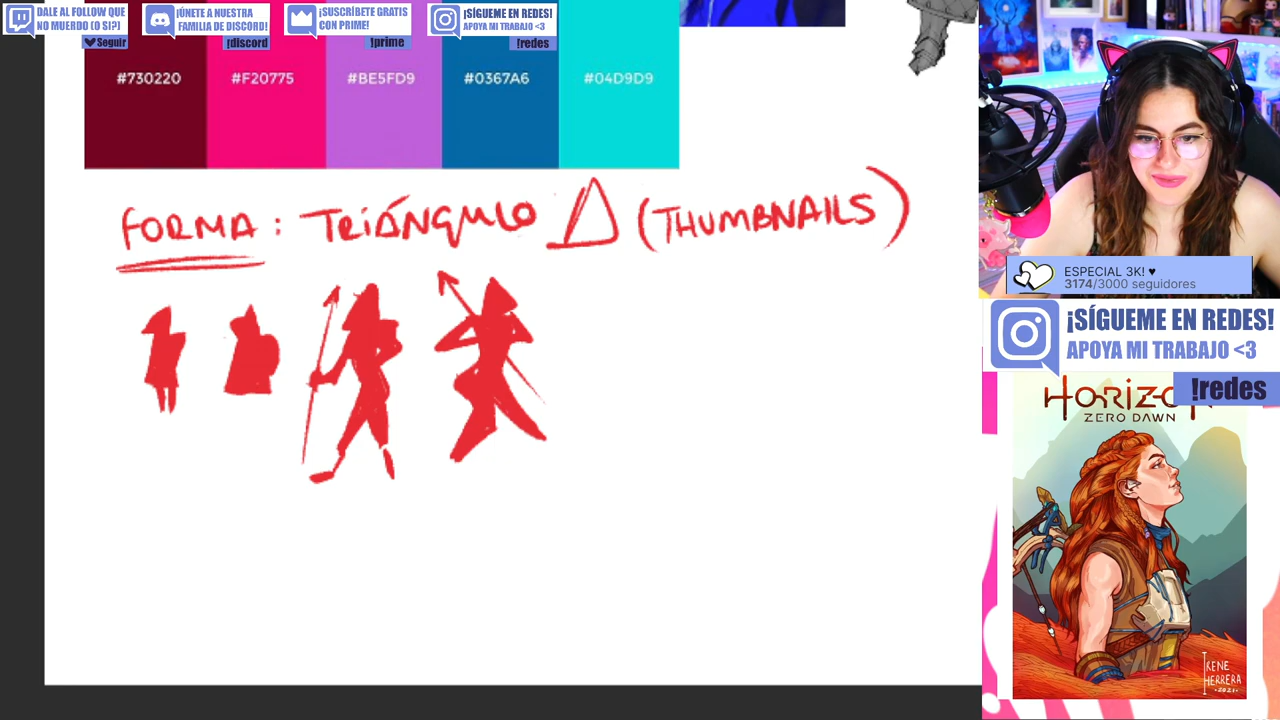 DALE AL FOLLOW QUE
NO MUERDO (O SI?)
Seguir
¡ÚNETE A NUESTRA
FAMILIA DE DISCORD!
!discord
¡SUSCRÍBETE GRATIS
CON PRIME!
!prime
¡SÍGUEME EN REDES!
APOYA MI TRABAJO <3
!redes
#730220
#F20775
#BE5FD9
#0367A6
#04D9D9
FORMA: TRIÁNGULO (THUMBNAILS)
ESPECIAL 3K! ♥
3174/3000 seguidores
¡SÍGUEME EN REDES!
APOYA MI TRABAJO <3
!redes
HORIZON
ZERO DAWN
IRENE
HERRERA
·2021·